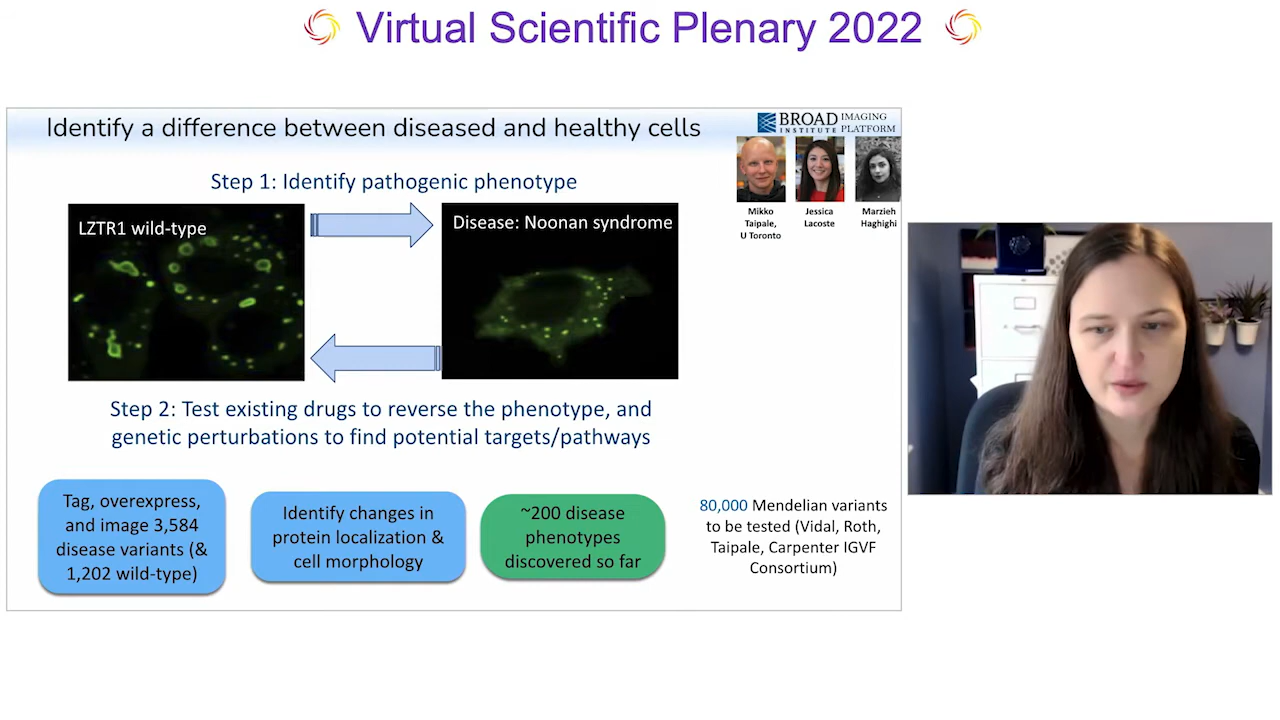 Virtual Scientific Plenary 2022
Identify a difference between diseased and healthy cells
BROAD
INSTITUTE
IMAGING
PLATFORM
Step 1: Identify pathogenic phenotype
LZTR1 wild-type
Disease: Noonan syndrome
Mikko
Taipale,
U Toronto
Jessica
Lacoste
Marzieh
Haghighi
Step 2: Test existing drugs to reverse the phenotype, and
genetic perturbations to find potential targets/pathways
Tag, overexpress,
and image 3,584
disease variants (&
1,202 wild-type)
Identify changes in
protein localization &
cell morphology
~200 disease
phenotypes
discovered so far
80,000 Mendelian variants
to be tested (Vidal, Roth,
Taipale, Carpenter IGVF
Consortium)